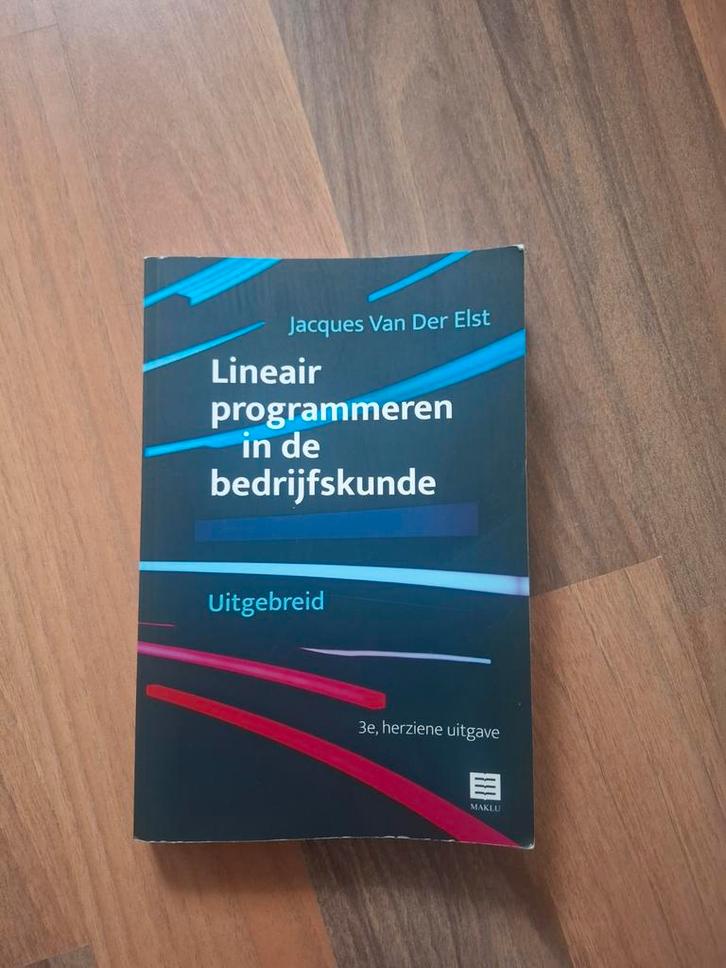 Jacques Van Der Elst
Lineair
programmeren
in de
bedrijfskunde
Uitgebreid
3e, herziene uitgave
MAKLU